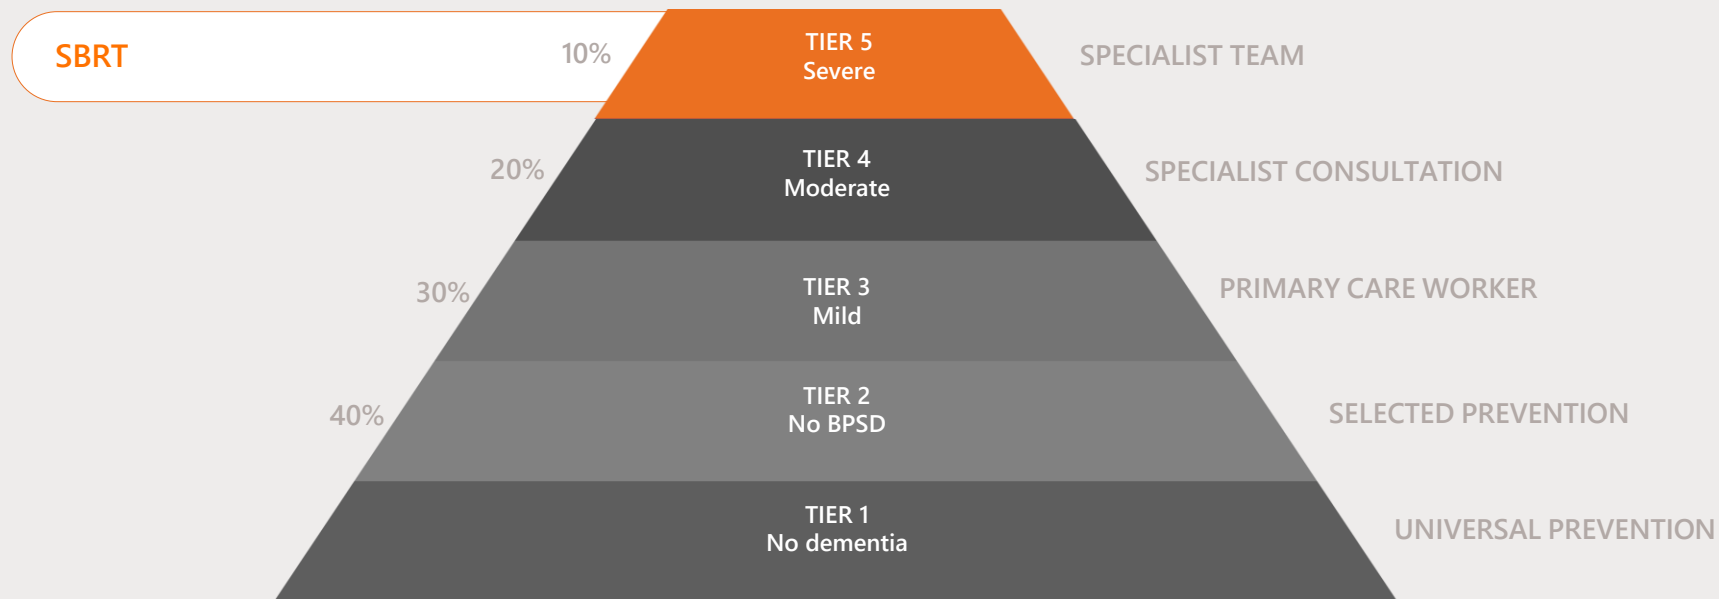 SBRT
10%
TIER 5
Severe
SPECIALIST TEAM
20%
TIER 4
Moderate
SPECIALIST CONSULTATION
30%
TIER 3
Mild
PRIMARY CARE WORKER
40%
TIER 2
No BPSD
SELECTED PREVENTION
TIER 1
No dementia
UNIVERSAL PREVENTION